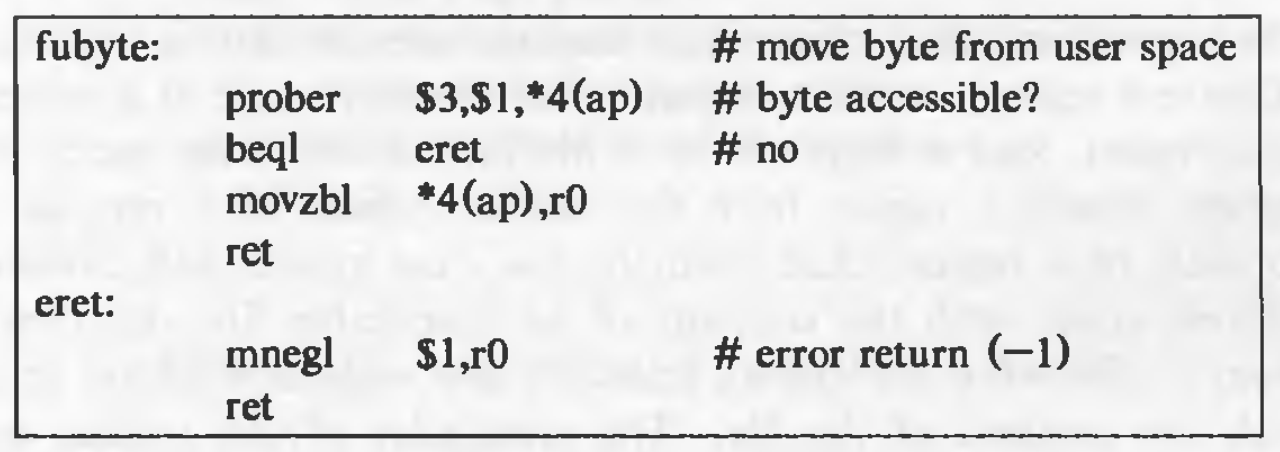 fubyte: # move byte from user space
prober $3,$1,*4(ap) # byte accessible?
beql eret # no
movzbl *4(ap),r0
ret
eret:
mnegl $1,r0 # error return (−1)
ret